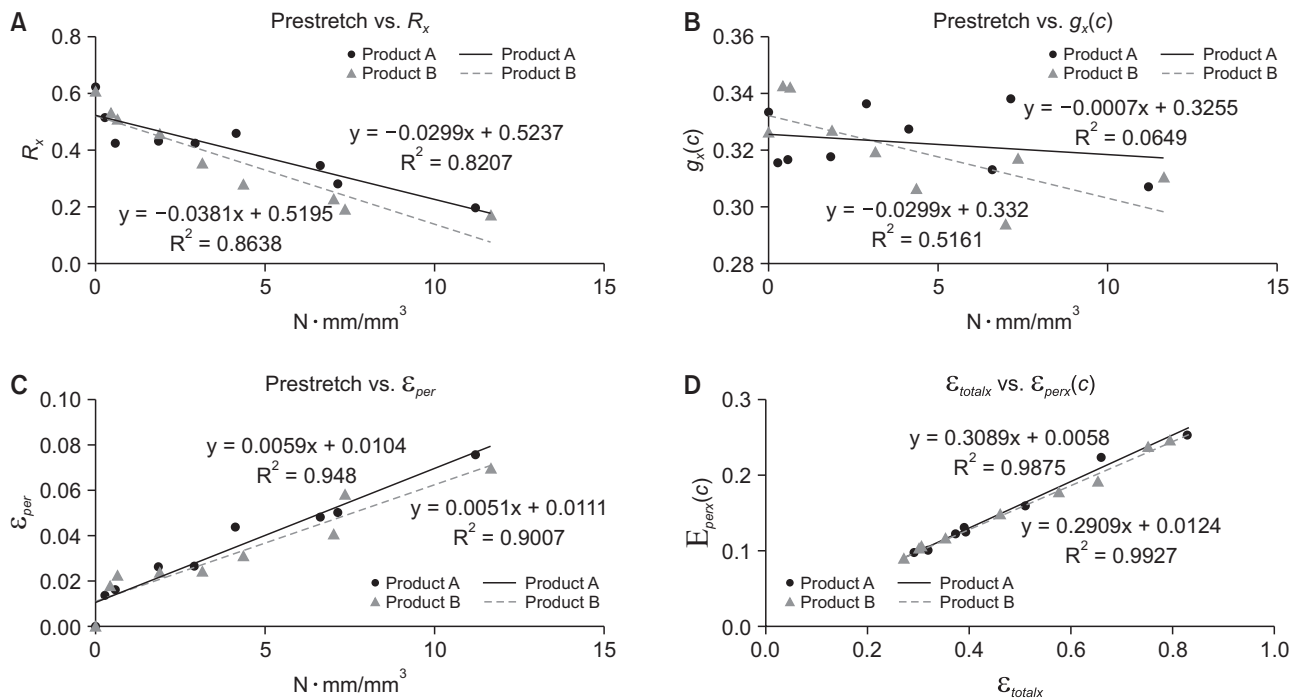 A
Prestretch vs. Rx
Product A
Product A
Product B
Product B
0.8
0.6
0.4
0.2
0.0
Rx
y = −0.0299x + 0.5237
R2 = 0.8207
y = −0.0381x + 0.5195
R2 = 0.8638
0
5
10
15
N · mm/mm3
B
Prestretch vs. gx(c)
Product A
Product A
Product B
Product B
0.36
0.34
0.32
0.30
0.28
gx(c)
y = −0.0007x + 0.3255
R2 = 0.0649
y = −0.0299x + 0.332
R2 = 0.5161
0
5
10
15
N · mm/mm3
C
Prestretch vs. εper
0.10
0.08
0.06
0.04
0.02
0.00
εper
y = 0.0059x + 0.0104
R2 = 0.948
y = 0.0051x + 0.0111
R2 = 0.9007
Product A
Product A
Product B
Product B
0
5
10
15
N · mm/mm3
D
εtotalx vs. εperx(c)
0.3
0.2
0.1
0.0
Eperx(c)
y = 0.3089x + 0.0058
R2 = 0.9875
y = 0.2909x + 0.0124
R2 = 0.9927
Product A
Product A
Product B
Product B
0.0
0.2
0.4
0.6
0.8
1.0
εtotalx